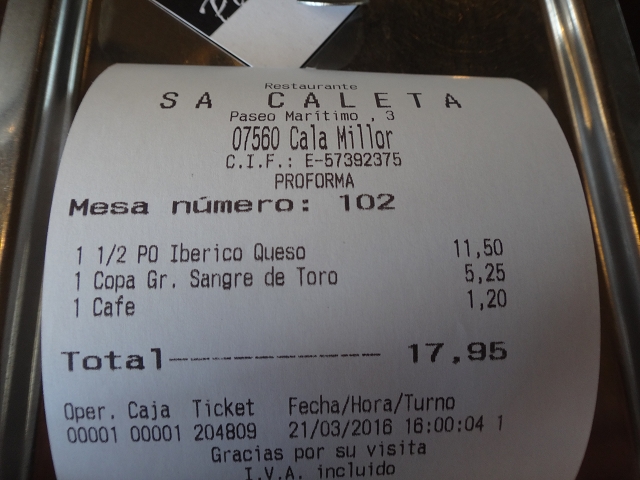 Restaurante
SA CALETA
Paseo Marítimo , 3
07560 Cala Millor
C.I.F.: E-57392375
PROFORMA
Mesa número: 102
1 1/2 PO Iberico Queso 11,50
1 Copa Gr. Sangre de Toro 5,25
1 Cafe 1,20
Total---------------- 17,95
Oper. Caja Ticket Fecha/Hora/Turno
00001 00001 204809 21/03/2016 16:00:04 1
Gracias por su visita
I.V.A. incluido